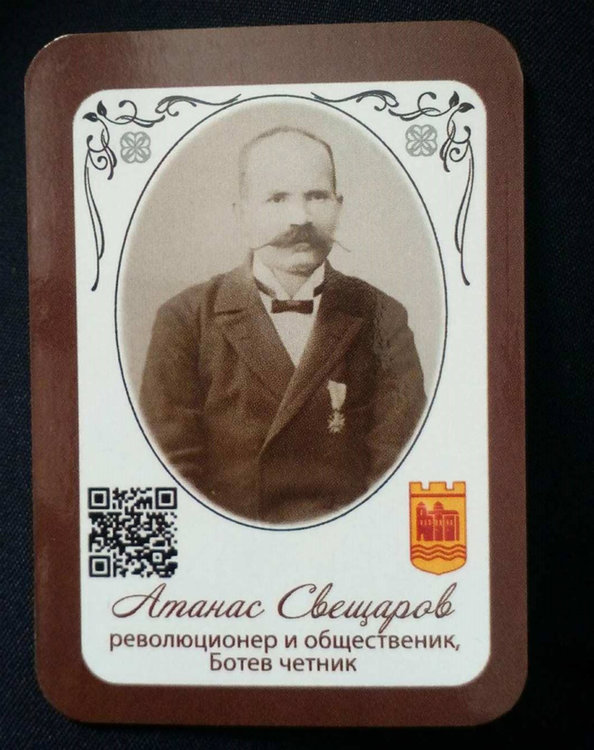 Атанас Свещаров
революционер и общественик,
Ботев четник